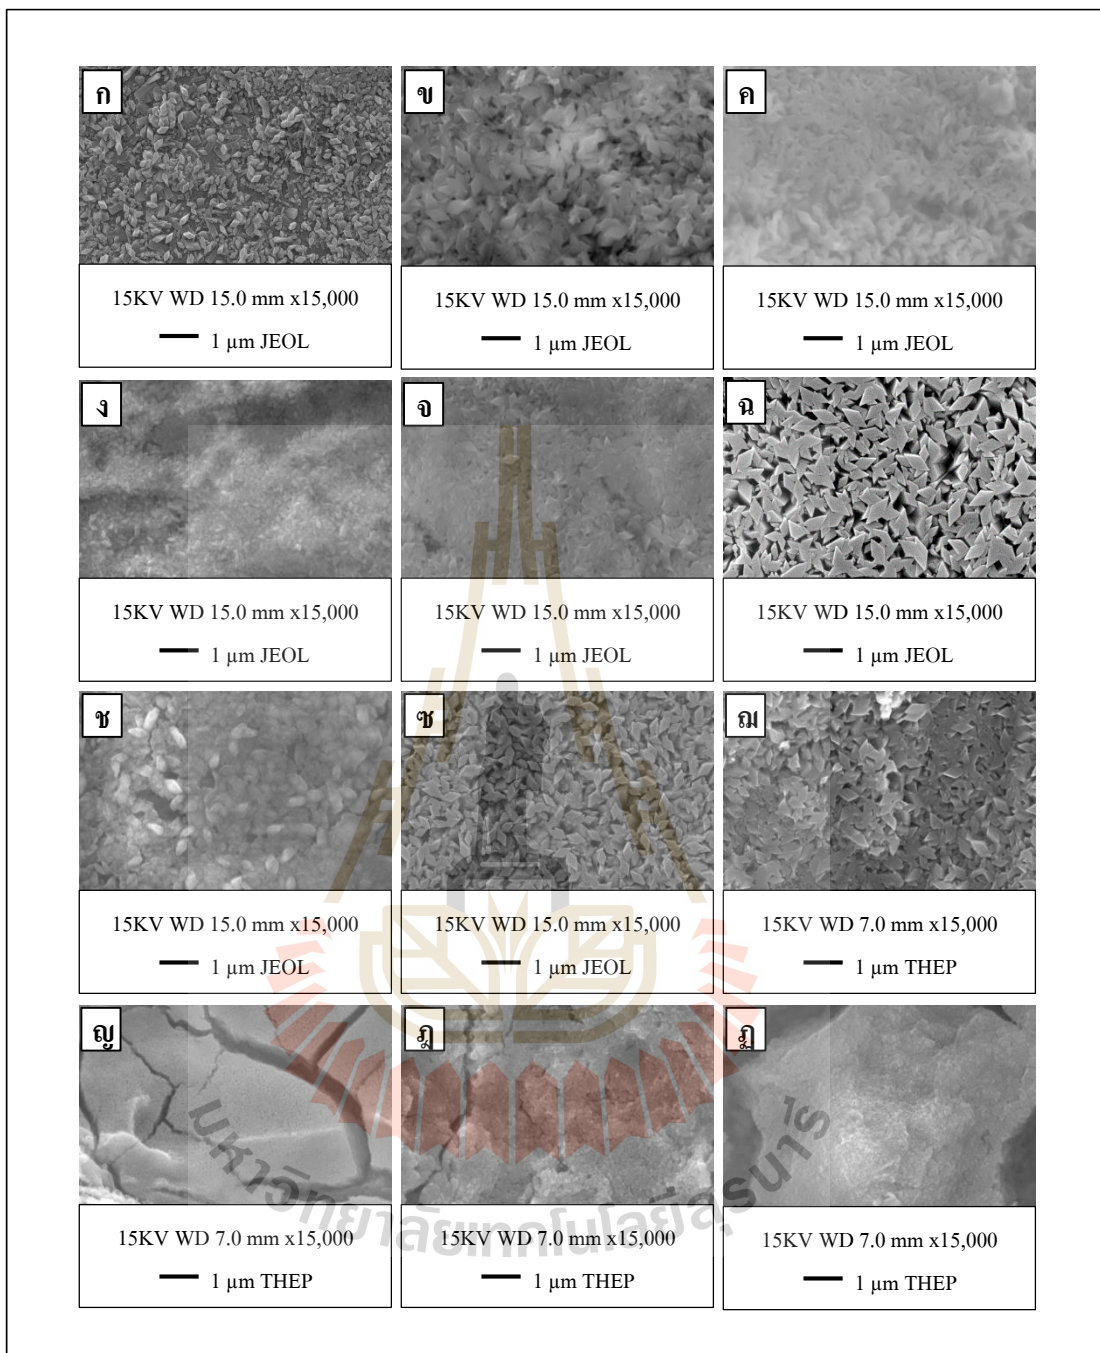 ก
ข
ค
15KV WD 15.0 mm x15,000
1 µm JEOL
15KV WD 15.0 mm x15,000
1 µm JEOL
15KV WD 15.0 mm x15,000
1 µm JEOL
ง
จ
ฉ
15KV WD 15.0 mm x15,000
1 µm JEOL
15KV WD 15.0 mm x15,000
1 µm JEOL
15KV WD 15.0 mm x15,000
1 µm JEOL
ช
ซ
ฌ
15KV WD 15.0 mm x15,000
1 µm JEOL
15KV WD 15.0 mm x15,000
1 µm JEOL
15KV WD 7.0 mm x15,000
1 µm THEP
ญ
ฎ
ฏ
มหาวิทยาลัยเทคโนโลยีสุรนารี
15KV WD 7.0 mm x15,000
1 µm THEP
15KV WD 7.0 mm x15,000
1 µm THEP
15KV WD 7.0 mm x15,000
1 µm THEP